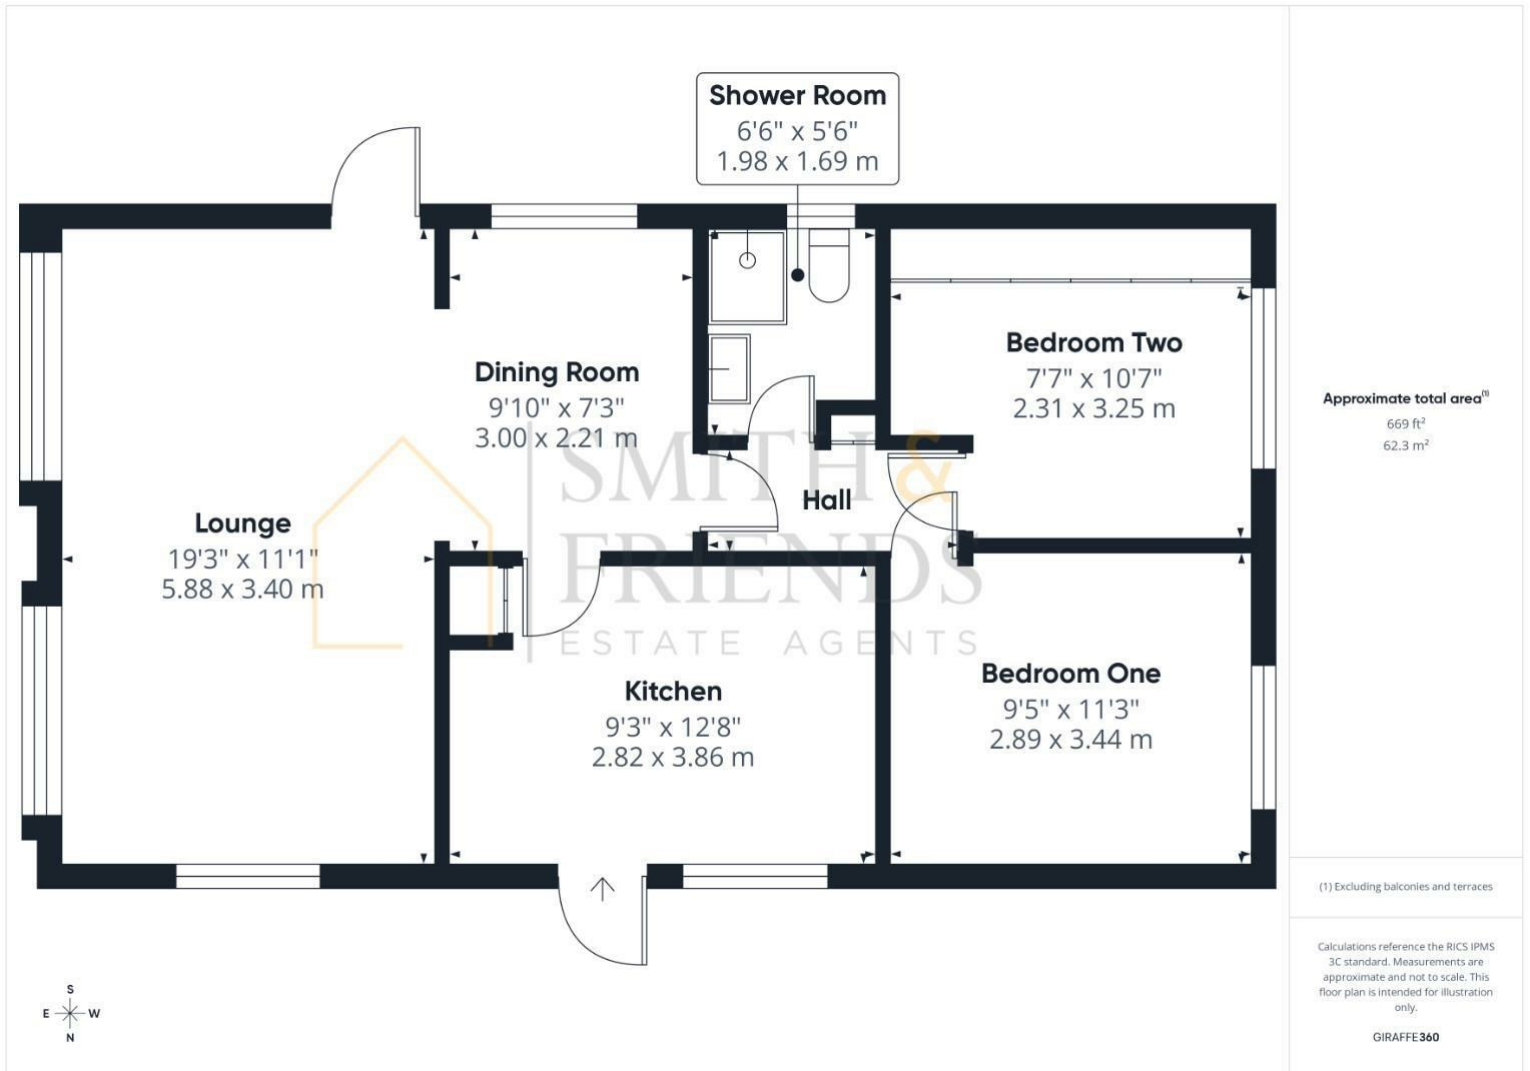 Shower Room
6'6" x 5'6"
1.98 x 1.69 m
Dining Room
9'10" x 7'3"
3.00 x 2.21 m
Bedroom Two
7'7" x 10'7"
2.31 x 3.25 m
Hall
Lounge
19'3" x 11'1"
5.88 x 3.40 m
Kitchen
9'3" x 12'8"
2.82 x 3.86 m
Bedroom One
9'5" x 11'3"
2.89 x 3.44 m
SMITH &
FRIENDS
ESTATE AGENTS
S
E W
N
Approximate total area(1)
669 ft²
62.3 m²
(1) Excluding balconies and terraces
Calculations reference the RICS IPMS
3C standard. Measurements are
approximate and not to scale. This
floor plan is intended for illustration
only.
GIRAFFE360